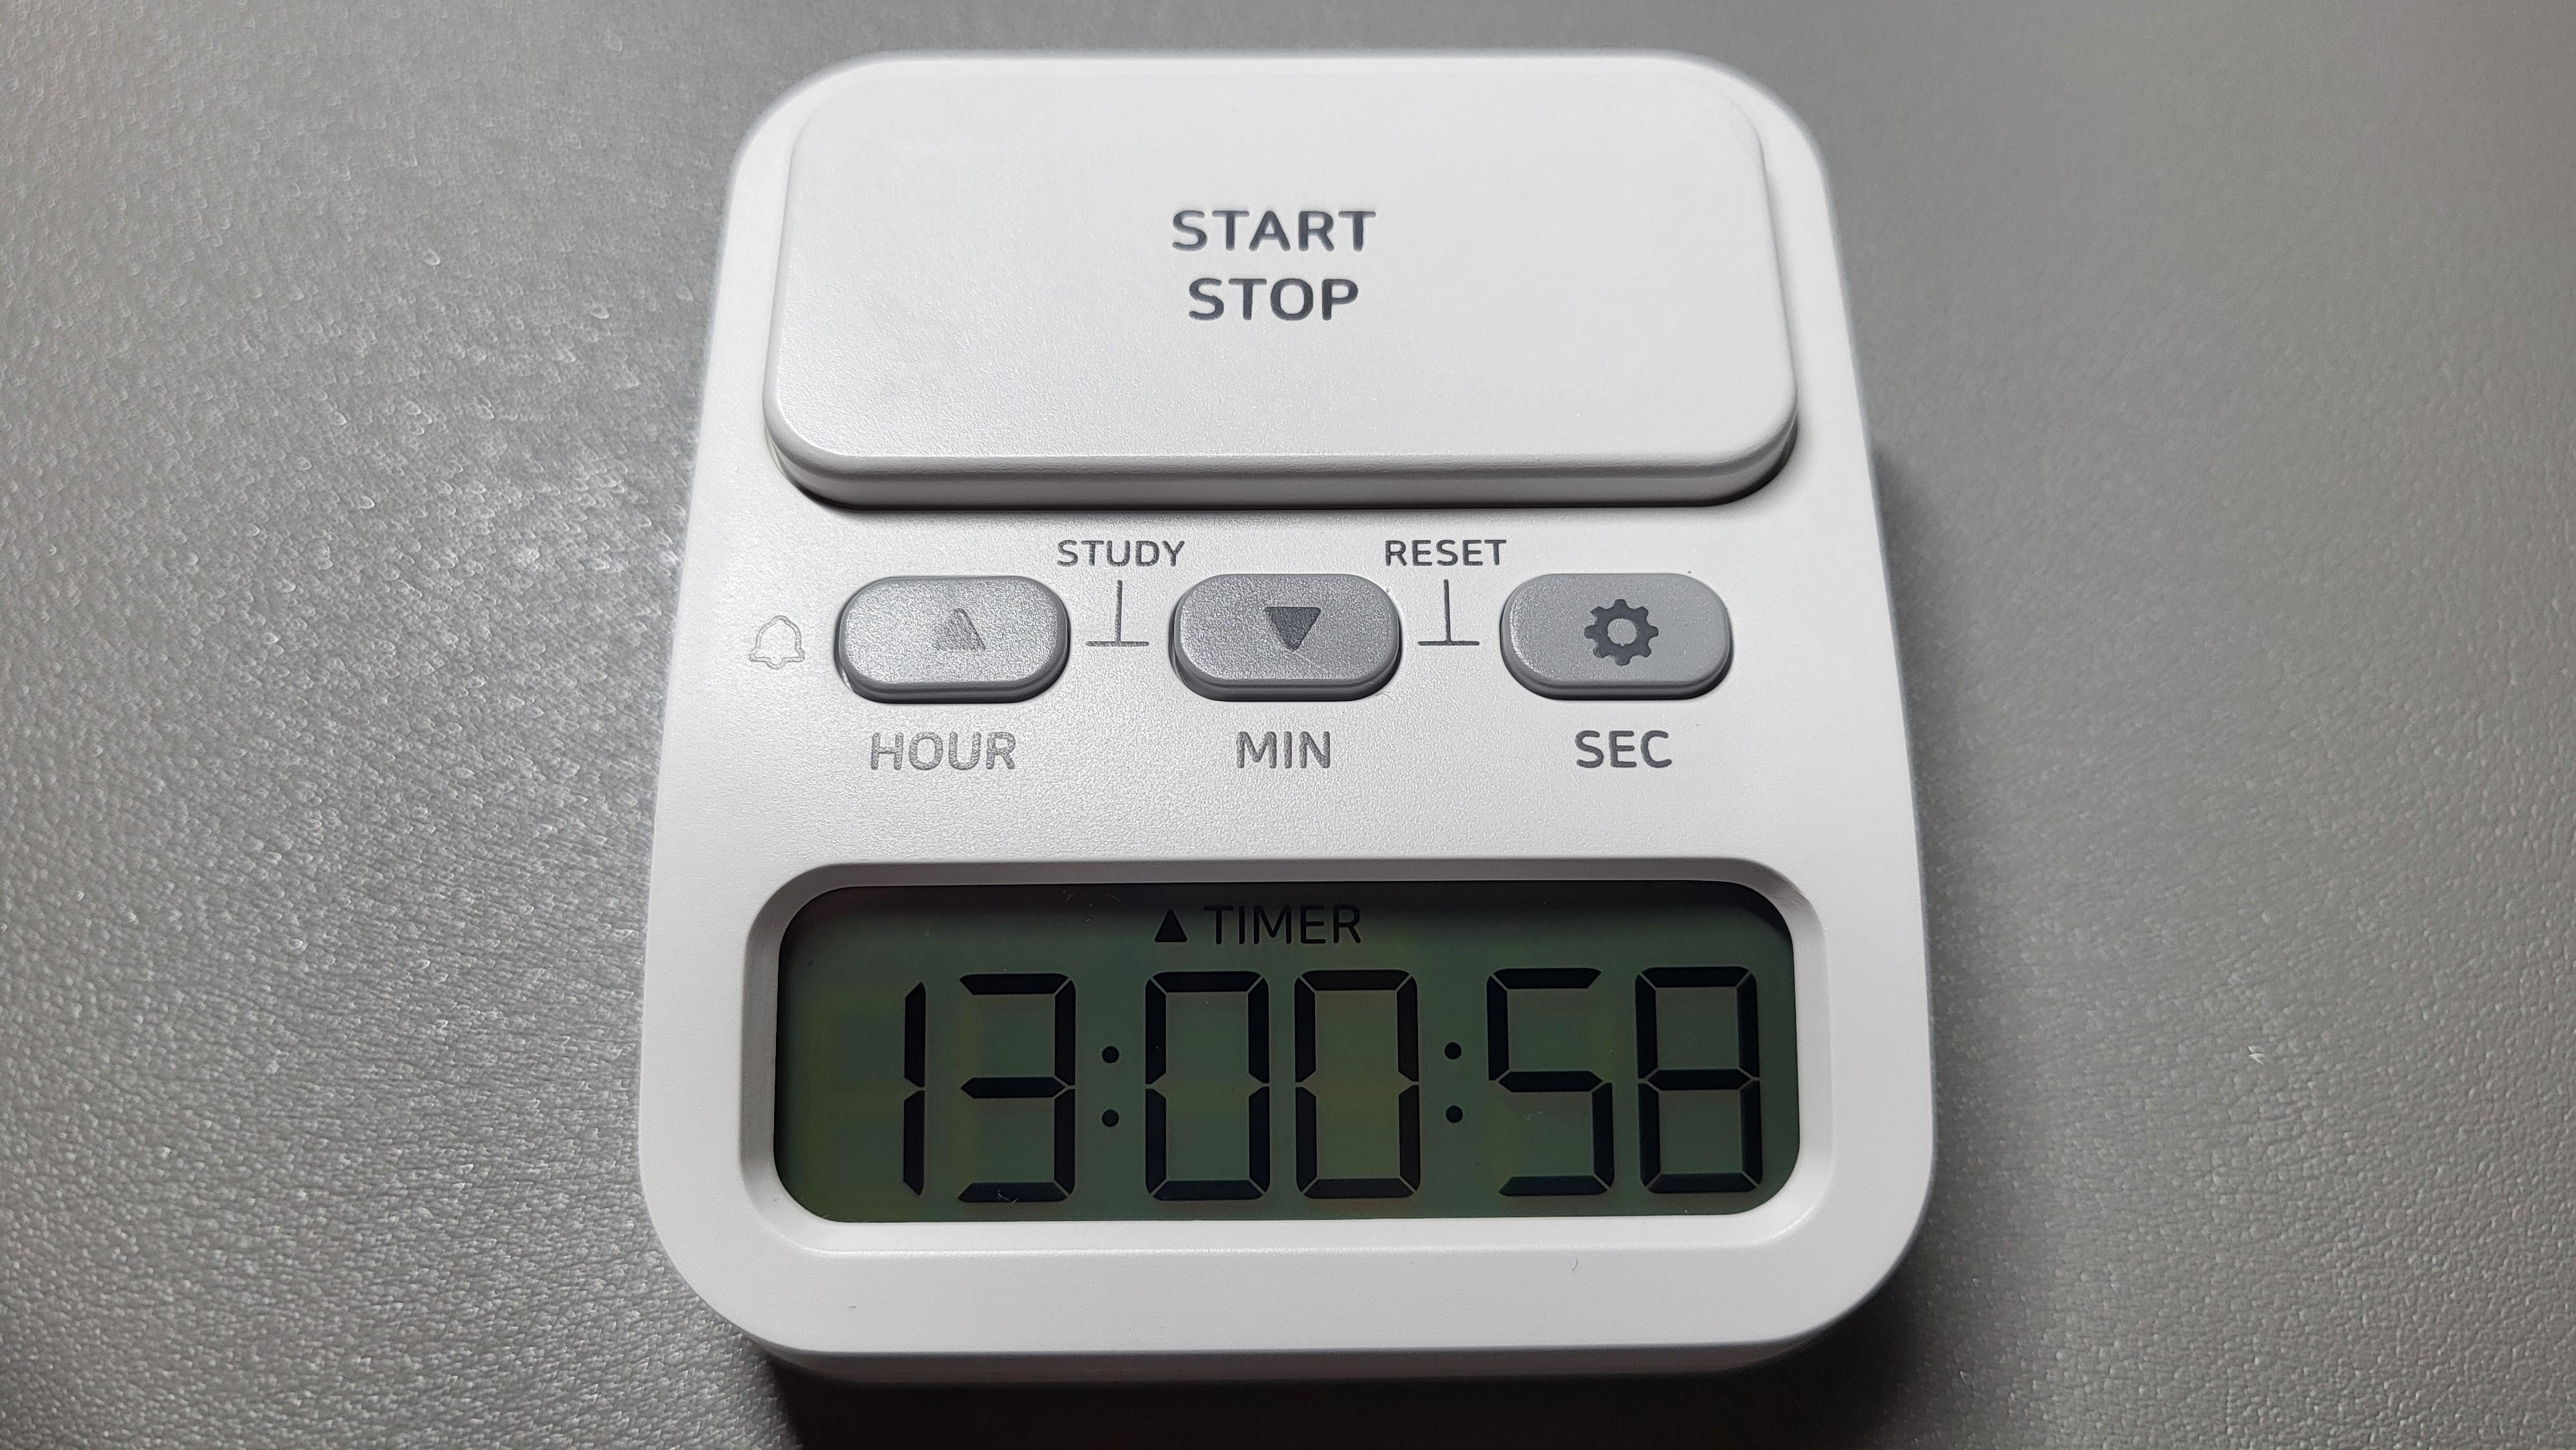 START
STOP
STUDY RESET
HOUR MIN SEC
▲ TIMER
13:00:58